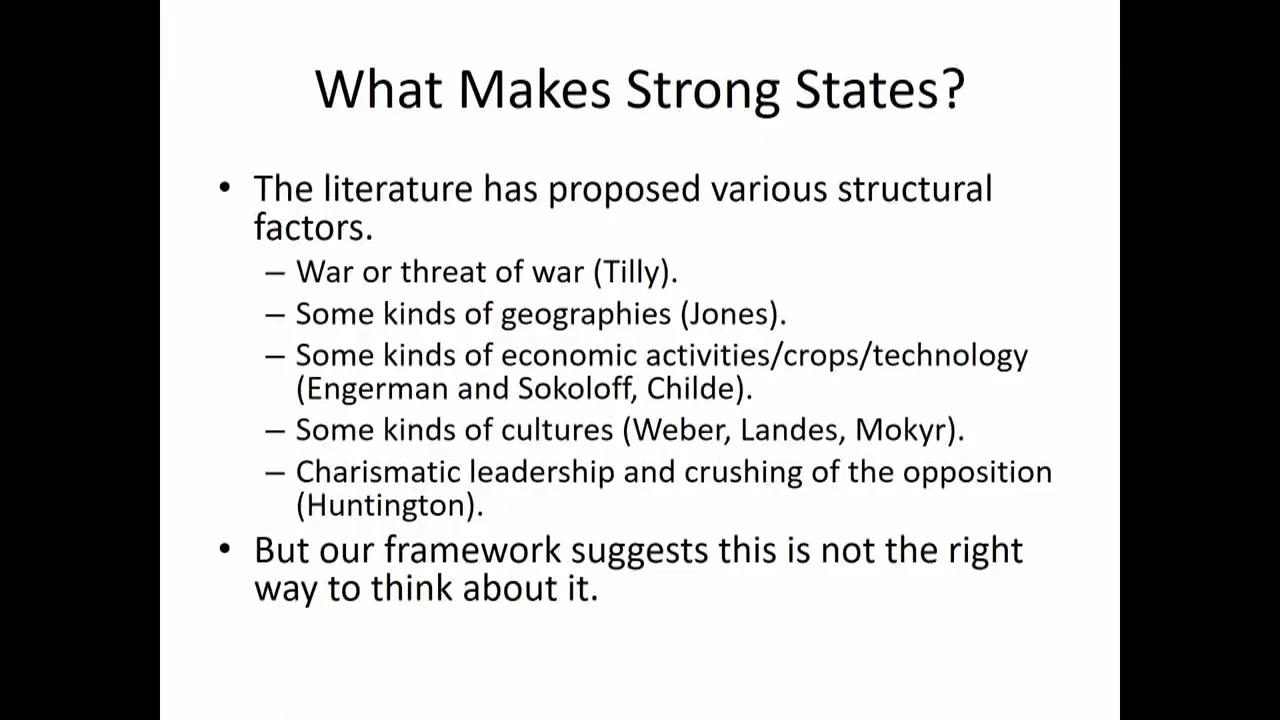 What Makes Strong States?
• The literature has proposed various structural
factors.
– War or threat of war (Tilly).
– Some kinds of geographies (Jones).
– Some kinds of economic activities/crops/technology
(Engerman and Sokoloff, Childe).
– Some kinds of cultures (Weber, Landes, Mokyr).
– Charismatic leadership and crushing of the opposition
(Huntington).
• But our framework suggests this is not the right
way to think about it.